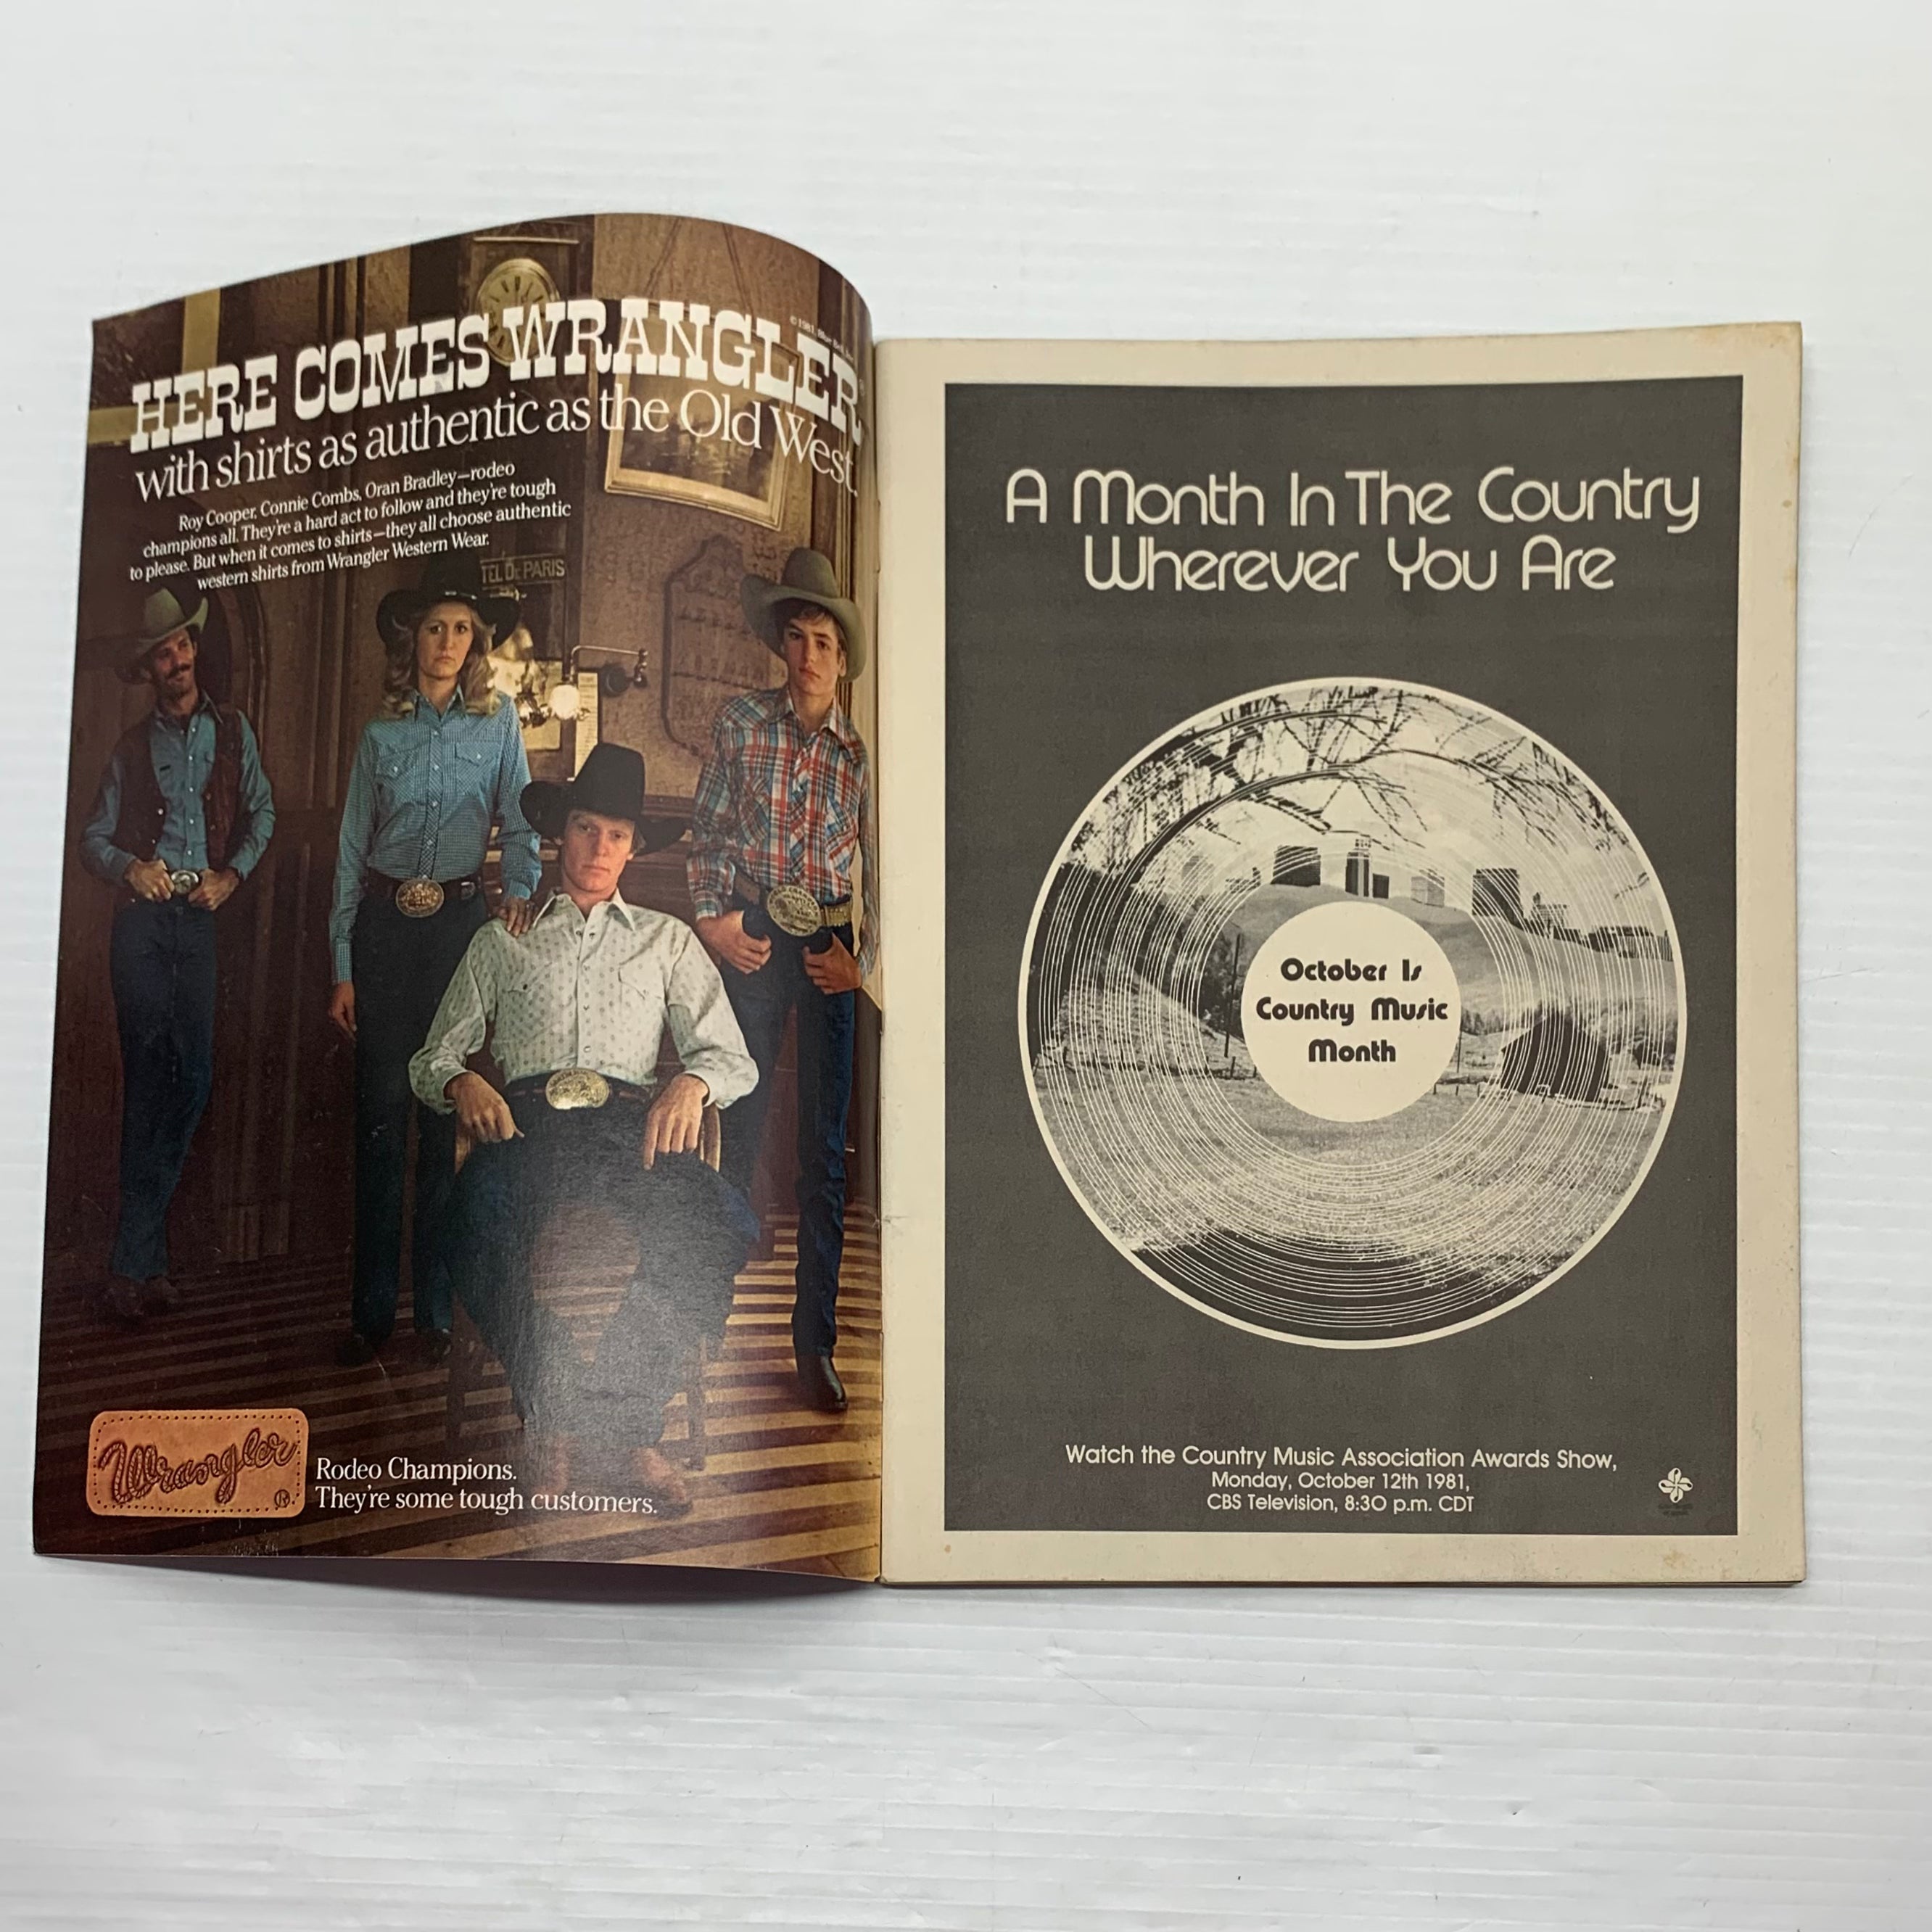 © 1981, Blue Bell, Inc.
HERE COMES WRANGLER®
with shirts as authentic as the Old West.
Roy Cooper, Connie Combs, Oran Bradley—rodeo
champions all. They're a hard act to follow and they're tough
to please. But when it comes to shirts—they all choose authentic
western shirts from Wrangler Western Wear.
TEL DE PARIS
Wrangler ®
Rodeo Champions.
They're some tough customers.
A Month In The Country
Wherever You Are
October Is
Country Music
Month
Watch the Country Music Association Awards Show,
Monday, October 12th 1981,
CBS Television, 8:30 p.m. CDT